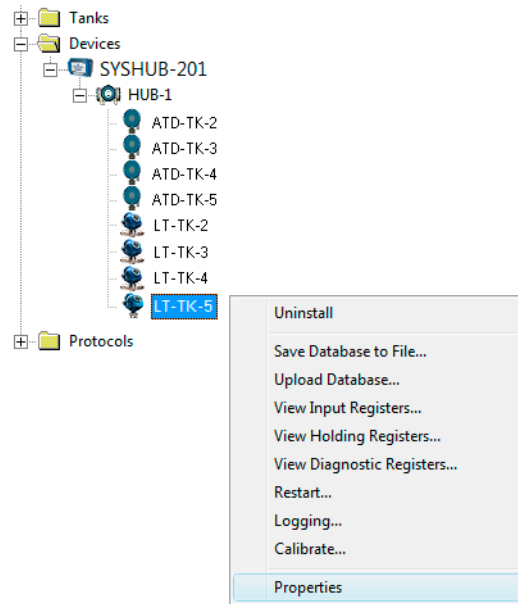 Tanks
Devices
SYSHUB-201
HUB-1
ATD-TK-2
ATD-TK-3
ATD-TK-4
ATD-TK-5
LT-TK-2
LT-TK-3
LT-TK-4
LT-TK-5
Protocols
Uninstall
Save Database to File...
Upload Database...
View Input Registers...
View Holding Registers...
View Diagnostic Registers...
Restart...
Logging...
Calibrate...
Properties